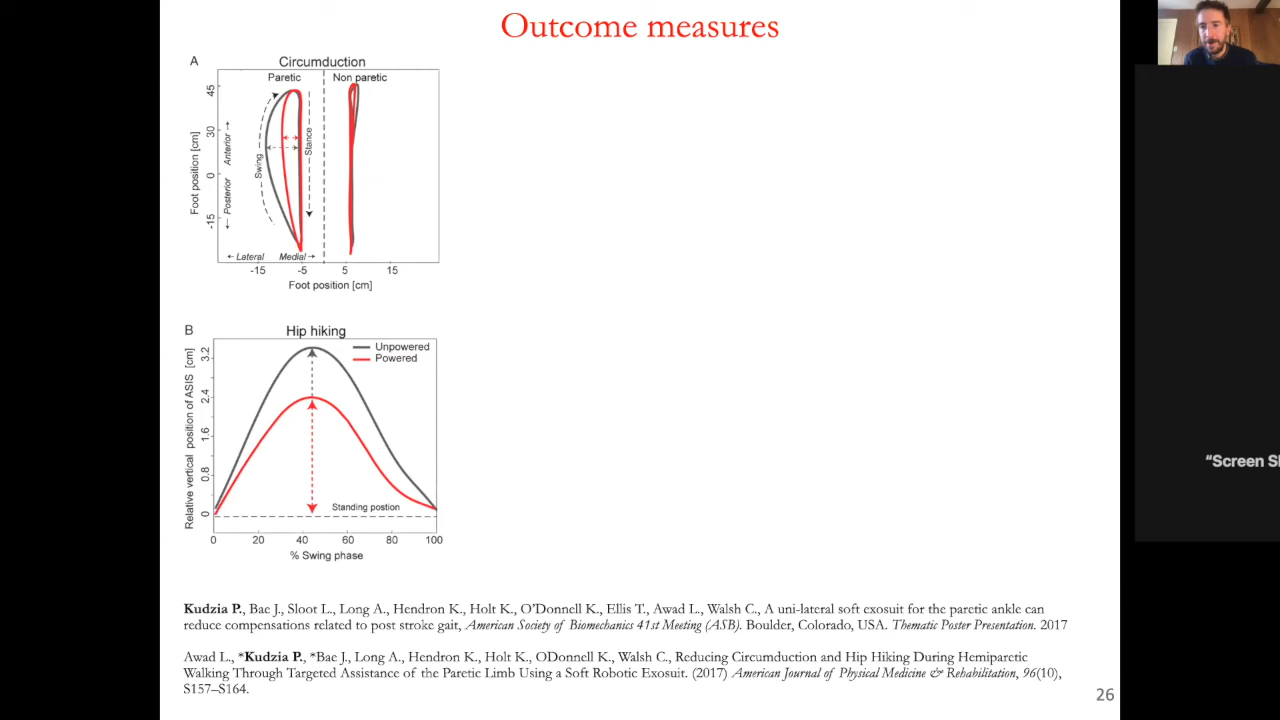 Outcome measures
A
Circumduction
Paretic
Non paretic
45
30
0
-15
Foot position [cm]
Posterior
Anterior
Swing
Stance
Lateral
Medial
-15
-5
5
15
Foot position [cm]
B
Hip hiking
Unpowered
Powered
3.2
2.4
1.6
0.8
0
Relative vertical position of ASIS [cm]
Standing postion
0
20
40
60
80
100
% Swing phase
"Screen S
Kudzia P., Bae J., Sloot L., Long A., Hendron K., Holt K., O'Donnell K., Ellis T., Awad L., Walsh C., A uni-lateral soft exosuit for the paretic ankle can
reduce compensations related to post stroke gait, American Society of Biomechanics 41st Meeting (ASB). Boulder, Colorado, USA. Thematic Poster Presentation. 2017
Awad L., *Kudzia P., *Bae J., Long A., Hendron K., Holt K., ODonnell K., Walsh C., Reducing Circumduction and Hip Hiking During Hemiparetic
Walking Through Targeted Assistance of the Paretic Limb Using a Soft Robotic Exosuit. (2017) American Journal of Physical Medicine & Rehabilitation, 96(10),
S157–S164.
26